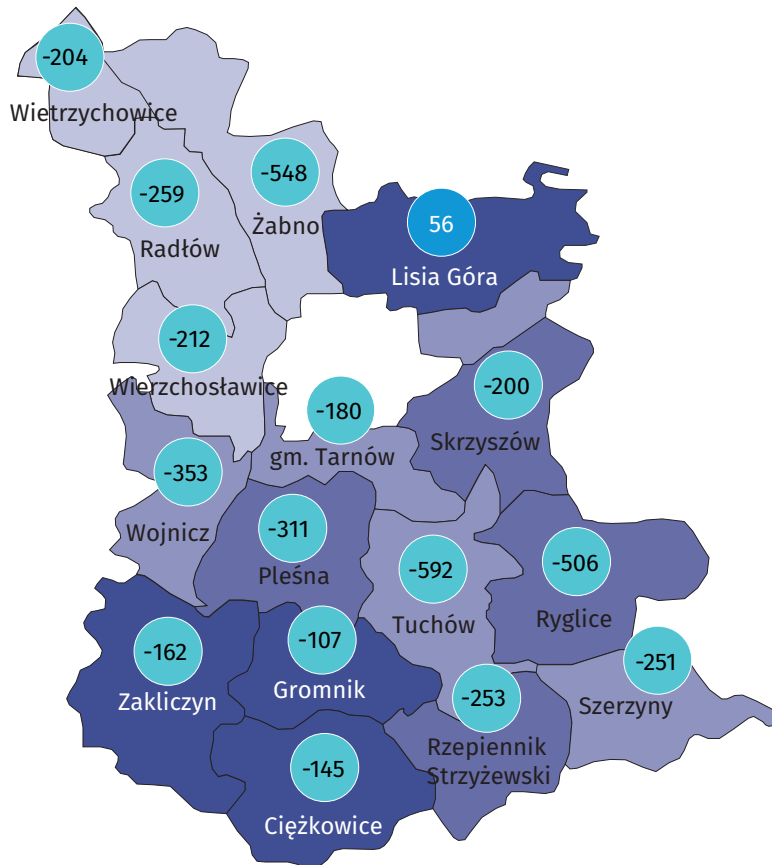 -204
Wietrzychowice
-259
Radłów
-548
Żabno
56
Lisia Góra
-212
Wierzchosławice
-180
gm. Tarnów
-200
Skrzyszów
-353
Wojnicz
-311
Pleśna
-592
Tuchów
-506
Ryglice
-162
Zakliczyn
-107
Gromnik
-253
Rzepiennik
Strzyżewski
-251
Szerzyny
-145
Ciężkowice